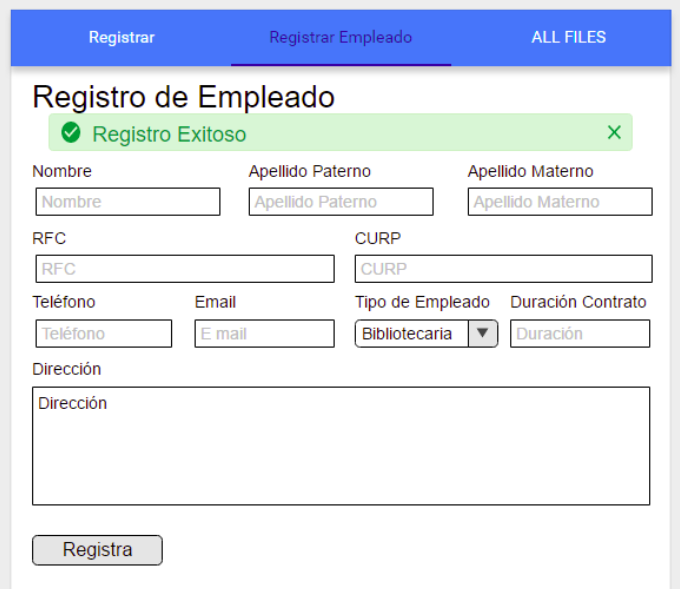 Registrar Registrar Empleado ALL FILES
Registro de Empleado
Registro Exitoso
Nombre Apellido Paterno Apellido Materno
Nombre Apellido Paterno Apellido Materno
RFC CURP
RFC CURP
Teléfono Email Tipo de Empleado Duración Contrato
Teléfono E mail Bibliotecaria Duración
Dirección
Dirección
Registra